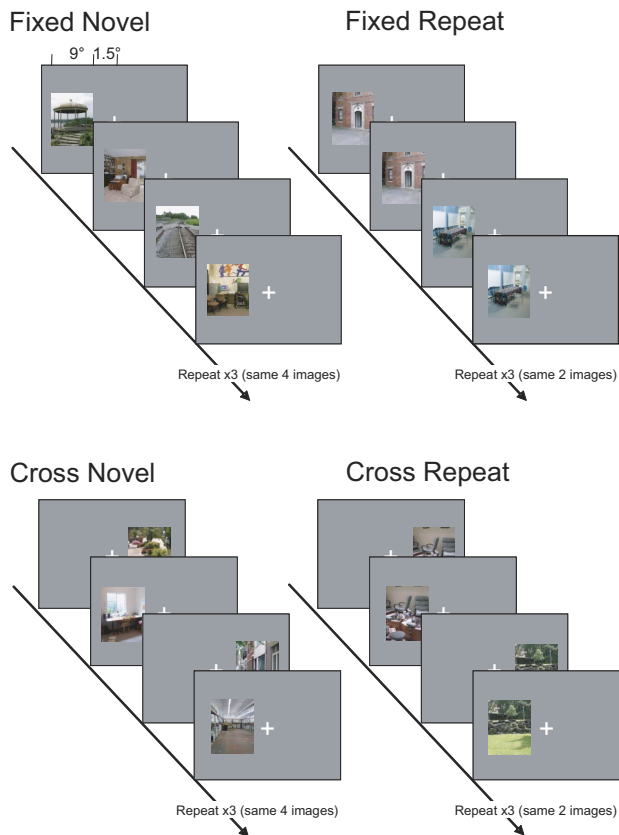 Fixed Novel
Fixed Repeat
9° 1.5°
Repeat x3 (same 4 images)
Repeat x3 (same 2 images)
Cross Novel
Cross Repeat
Repeat x3 (same 4 images)
Repeat x3 (same 2 images)